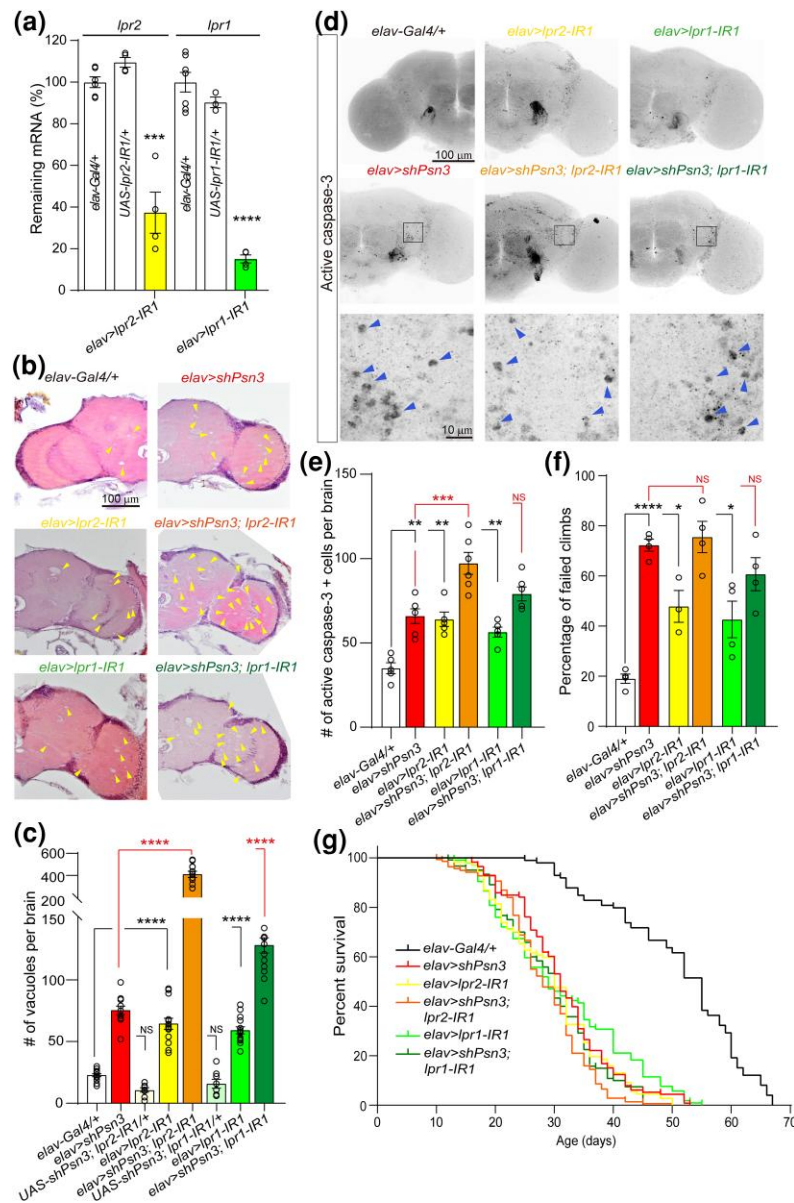 (a)
lpr2 lpr1
Remaining mRNA (%)
120
100
80
60
40
20
0
elav-Gal4/+
UAS-lpr2-IR1/+
***
elav-Gal4/+
UAS-lpr1-IR1/+
****
elav>lpr2-IR1
elav>lpr1-IR1
(b)
elav-Gal4/+ elav>shPsn3
100 μm
elav>lpr2-IR1 elav>shPsn3; lpr2-IR1
elav>lpr1-IR1 elav>shPsn3; lpr1-IR1
(c)
# of vacuoles per brain
600
400
200
150
100
50
0
****
****
****
****
NS
NS
elav-Gal4/+
elav>shPsn3
UAS-shPsn3; lpr2-IR1/+
elav>lpr2-IR1
elav>shPsn3; lpr2-IR1
UAS-shPsn3; lpr1-IR1/+
elav>lpr1-IR1
elav>shPsn3; lpr1-IR1
(d)
Active caspase-3
elav-Gal4/+ elav>lpr2-IR1 elav>lpr1-IR1
100 μm
elav>shPsn3 elav>shPsn3; lpr2-IR1 elav>shPsn3; lpr1-IR1
10 μm
(e)
# of active caspase-3 + cells per brain
150
100
50
0
***
NS
** ** **
elav-Gal4/+
elav>shPsn3
elav>lpr2-IR1
elav>shPsn3; lpr2-IR1
elav>lpr1-IR1
elav>shPsn3; lpr1-IR1
(f)
Percentage of failed climbs
100
80
60
40
20
0
NS
NS
**** * *
elav-Gal4/+
elav>shPsn3
elav>lpr2-IR1
elav>shPsn3; lpr2-IR1
elav>lpr1-IR1
elav>shPsn3; lpr1-IR1
(g)
Percent survival
100
80
60
40
20
0
elav-Gal4/+
elav>shPsn3
elav>lpr2-IR1
elav>shPsn3;
lpr2-IR1
elav>lpr1-IR1
elav>shPsn3;
lpr1-IR1
0 10 20 30 40 50 60 70
Age (days)